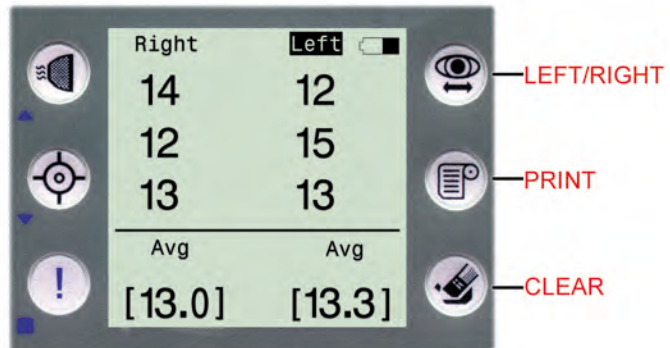 Right Left
14 12
12 15
13 13
Avg Avg
[13.0] [13.3]
!
LEFT/RIGHT
PRINT
CLEAR